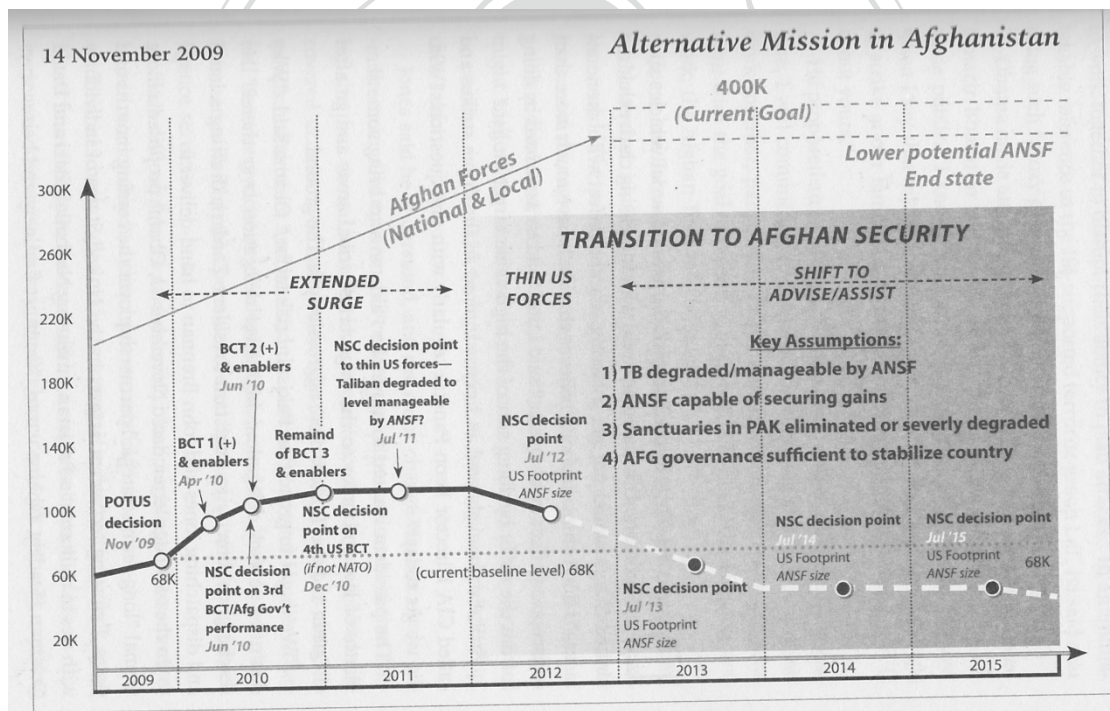 14 November 2009
Alternative Mission in Afghanistan
400K
(Current Goal)
Lower potential ANSF
End state
Afghan Forces
(National & Local)
300K
260K
220K
180K
140K
100K
60K
20K
TRANSITION TO AFGHAN SECURITY
EXTENDED
SURGE
THIN US
FORCES
SHIFT TO
ADVISE/ASSIST
Key Assumptions:
1) TB degraded/manageable by ANSF
2) ANSF capable of securing gains
3) Sanctuaries in PAK eliminated or severly degraded
4) AFG governance sufficient to stabilize country
POTUS
decision
Nov '09
68K
BCT 1 (+)
& enablers
Apr '10
BCT 2 (+)
& enablers
Jun '10
NSC decision
point on 3rd
BCT/Afg Gov't
performance
Jun '10
Remaind
of BCT 3
& enablers
NSC decision
point on
4th US BCT
(if not NATO)
Dec '10
NSC decision point
to thin US forces—
Taliban degraded to
level manageable
by ANSF?
Jul '11
NSC decision
point
Jul '12
US Footprint
ANSF size
(current baseline level) 68K
NSC decision point
Jul '13
US Footprint
ANSF size
NSC decision point
Jul '14
US Footprint
ANSF size
NSC decision point
Jul '15
US Footprint
ANSF size
68K
2009
2010
2011
2012
2013
2014
2015